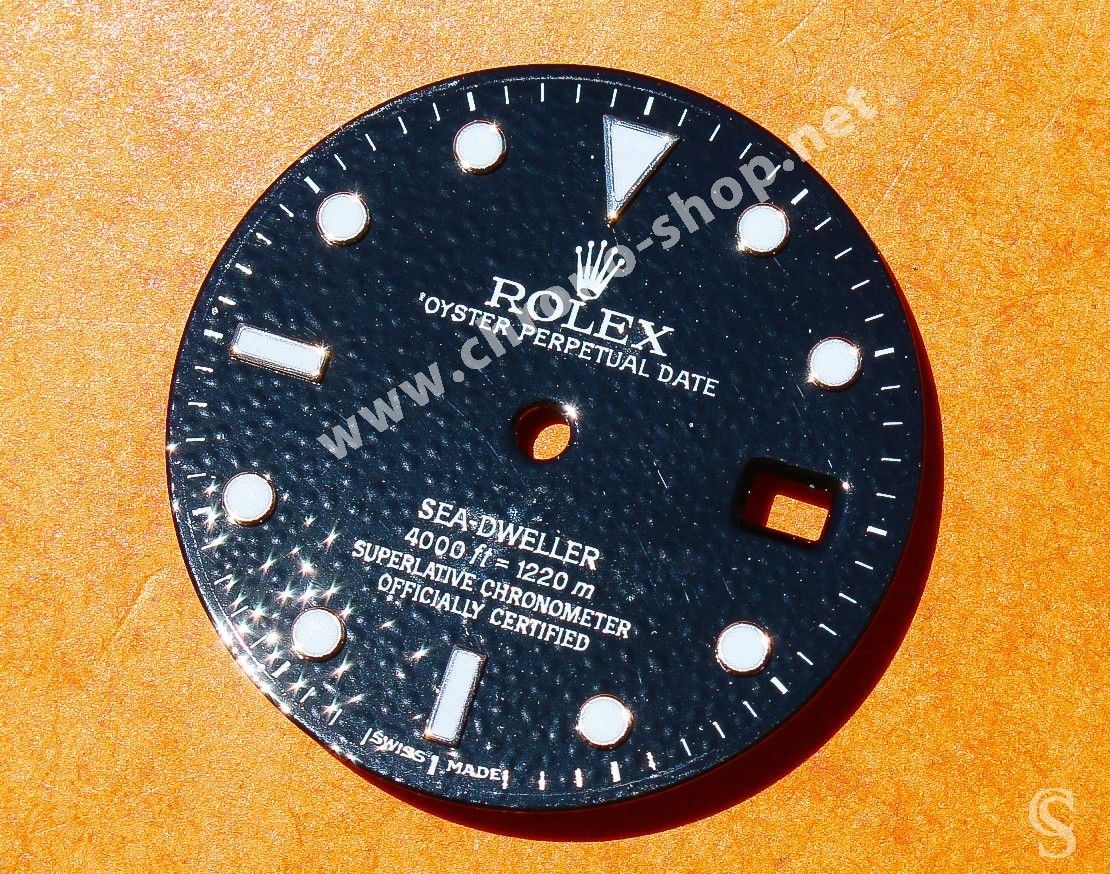 ROLEX
OYSTER PERPETUAL DATE
SEA-DWELLER
4000 ft = 1220 m
SUPERLATIVE CHRONOMETER
OFFICIALLY CERTIFIED
SWISS MADE
www.chrono-shop.net